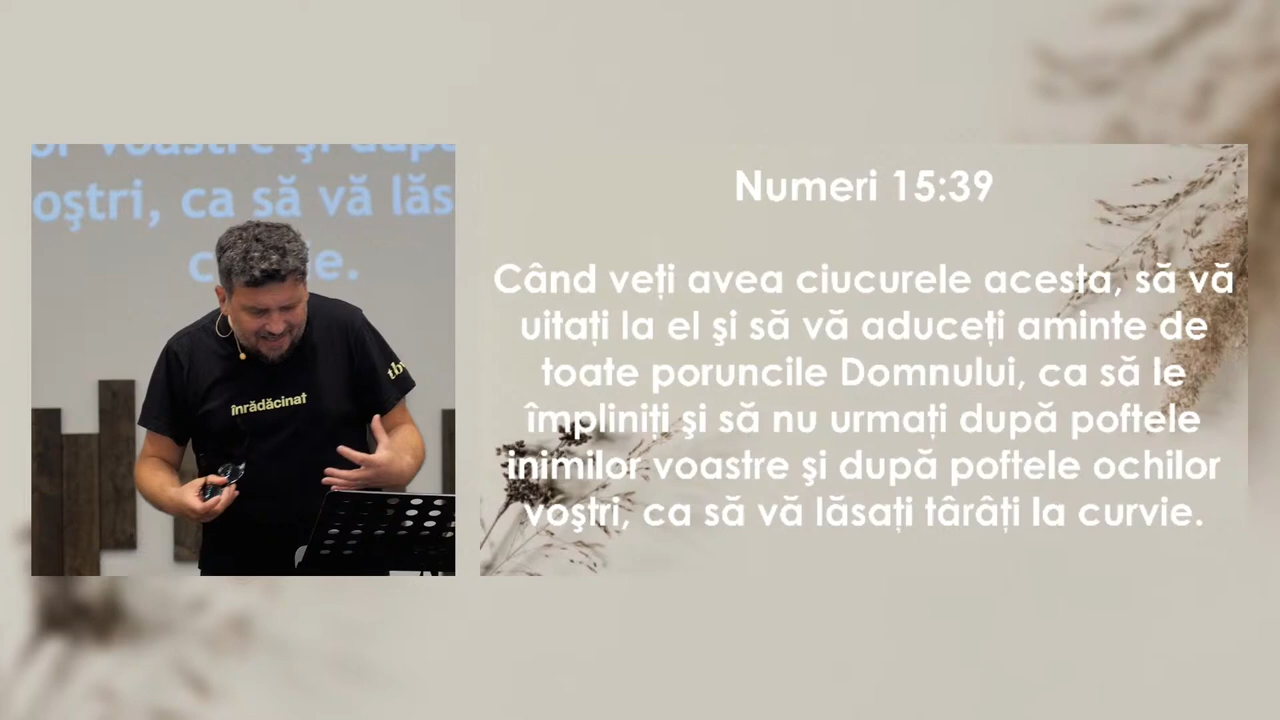 voastre şi
oştri, ca să vă lăs
e.
înrădăcinat
Numeri 15:39
Când veți avea ciucurele acesta, să vă
uitați la el şi să vă aduceți aminte de
toate poruncile Domnului, ca să le
împliniți şi să nu urmați după poftele
inimilor voastre şi după poftele ochilor
voştri, ca să vă lăsați târâți la curvie.